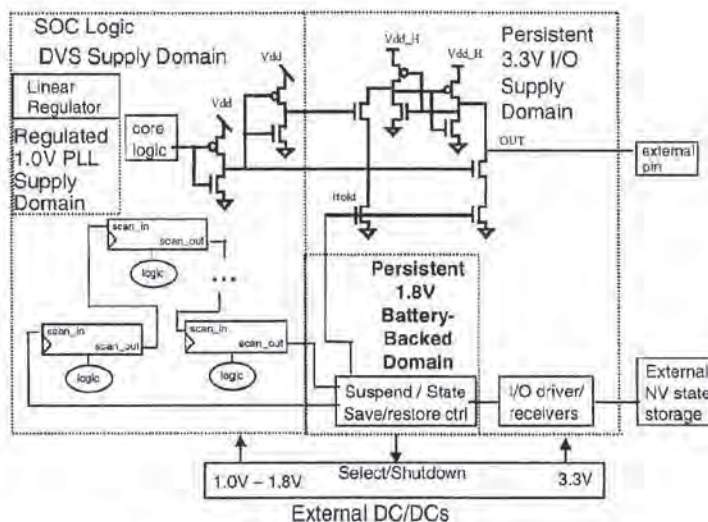 SOC Logic
DVS Supply Domain
Persistent
3.3V I/O
Supply
Domain
Linear
Regulator
Regulated
1.0V PLL
Supply
Domain
core
logic
Vdd
Vdd
Vdd_H
Vdd_H
OUT
external
pin
scan_in
scan_out
logic
. . .
scan_in
scan_out
logic
scan_in
scan_out
logic
Persistent
1.8V
Battery-
Backed
Domain
Suspend / State
Save/restore ctrl
I/O driver/
receivers
External
NV state
storage
1.0V – 1.8V
Select/Shutdown
3.3V
External DC/DCs